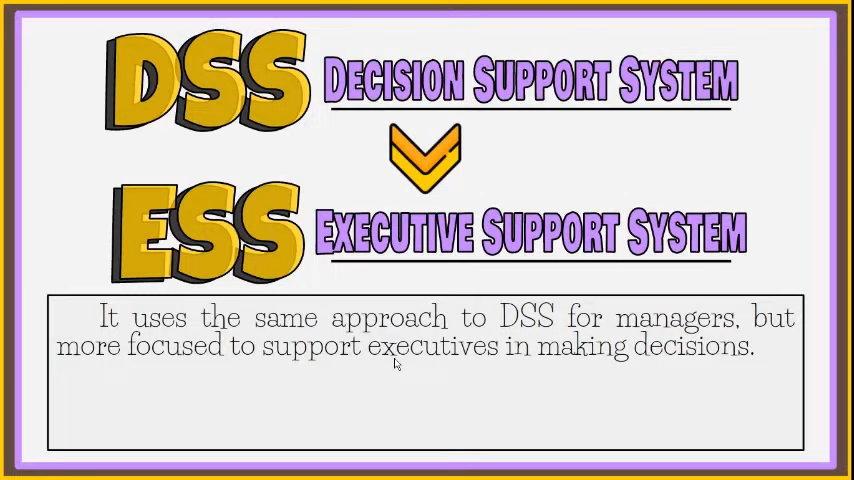 DSS DECISION SUPPORT SYSTEM
ESS EXECUTIVE SUPPORT SYSTEM
It uses the same approach to DSS for managers, but
more focused to support executives in making decisions.